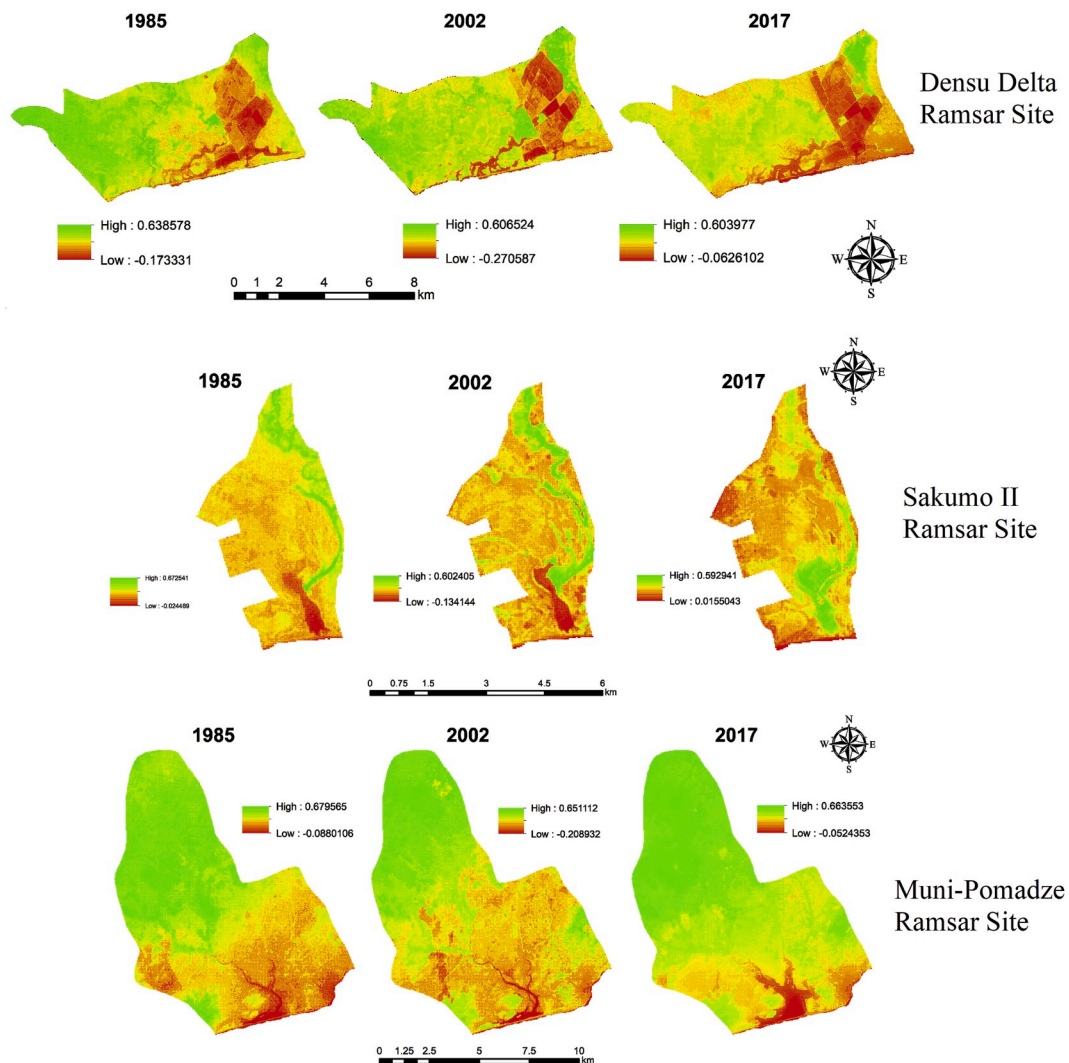 1985
2002
2017
Densu Delta
Ramsar Site
High : 0.638578
Low : -0.173331
High : 0.606524
Low : -0.270587
High : 0.603977
Low : -0.0626102
N
W E
S
0 1 2 4 6 8
km
1985
2002
2017
N
W E
S
Sakumo II
Ramsar Site
High : 0.672541
Low : -0.024489
High : 0.602405
Low : -0.134144
High : 0.592941
Low : 0.0155043
0 0.75 1.5 3 4.5 6
km
1985
2002
2017
N
W E
S
High : 0.679565
Low : -0.0880106
High : 0.651112
Low : -0.208932
High : 0.663553
Low : -0.0524353
Muni-Pomadze
Ramsar Site
0 1.25 2.5 5 7.5 10
km